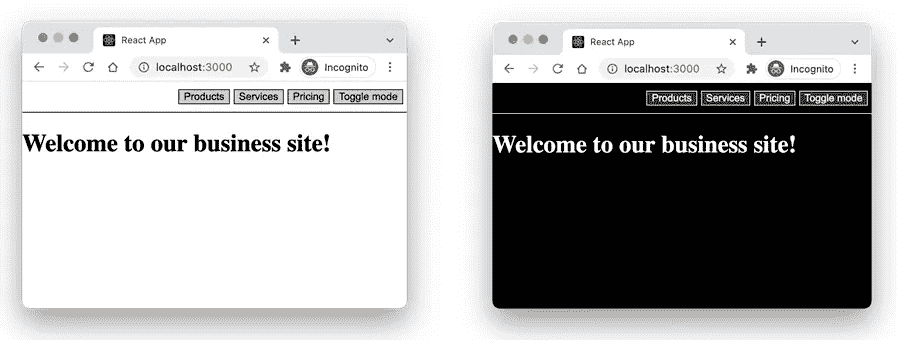 React App
localhost:3000 Incognito
Products Services Pricing Toggle mode
Welcome to our business site!
React App
localhost:3000 Incognito
Products Services Pricing Toggle mode
Welcome to our business site!